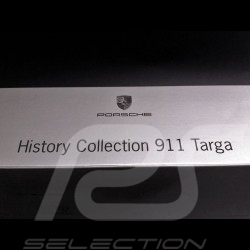 PORSCHE
History Collection 911 Targa
SELECTION